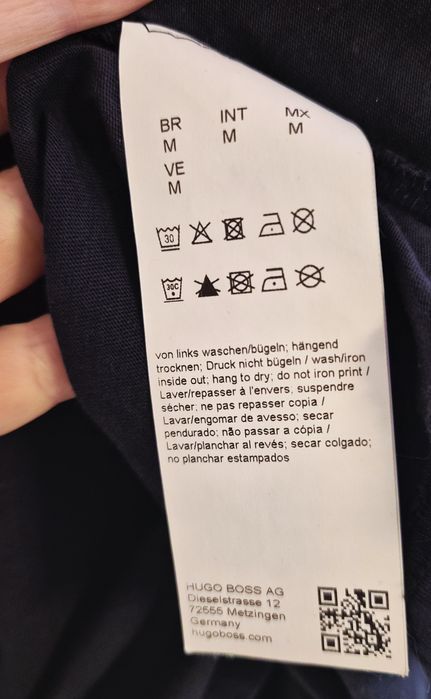 BR INT MX
M M M
VE
M
30
30C
von links waschen/bügeln; hängend
trocknen; Druck nicht bügeln / wash/iron
inside out; hang to dry; do not iron print /
Laver/repasser à l'envers, suspendre
sécher; ne pas repasser copia /
Lavar/engomar de avesso; secar
pendurado; não passar a cópia /
Lavar/planchar al revés; secar colgado;
no planchar estampados
HUGO BOSS AG
Dieselstrasse 12
72555 Metzingen
Germany
hugoboss.com